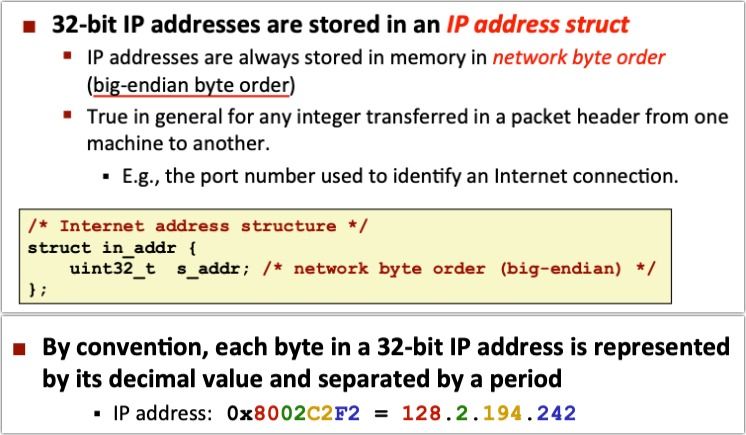 32-bit IP addresses are stored in an IP address struct
IP addresses are always stored in memory in network byte order
(big-endian byte order)
True in general for any integer transferred in a packet header from one
machine to another.
E.g., the port number used to identify an Internet connection.
/* Internet address structure */
struct in_addr {
    uint32_t  s_addr; /* network byte order (big-endian) */
};
By convention, each byte in a 32-bit IP address is represented
by its decimal value and separated by a period
IP address: 0x8002C2F2 = 128.2.194.242